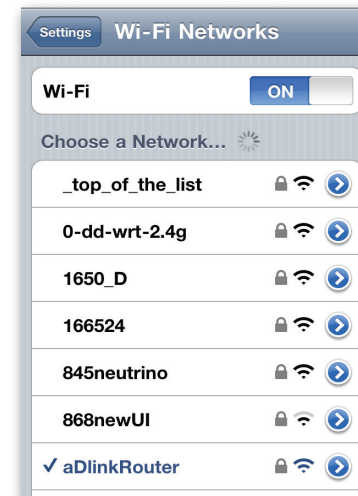 Settings Wi-Fi Networks
Wi-Fi ON
Choose a Network...
_top_of_the_list
0-dd-wrt-2.4g
1650_D
166524
845neutrino
868newUI
aDlinkRouter